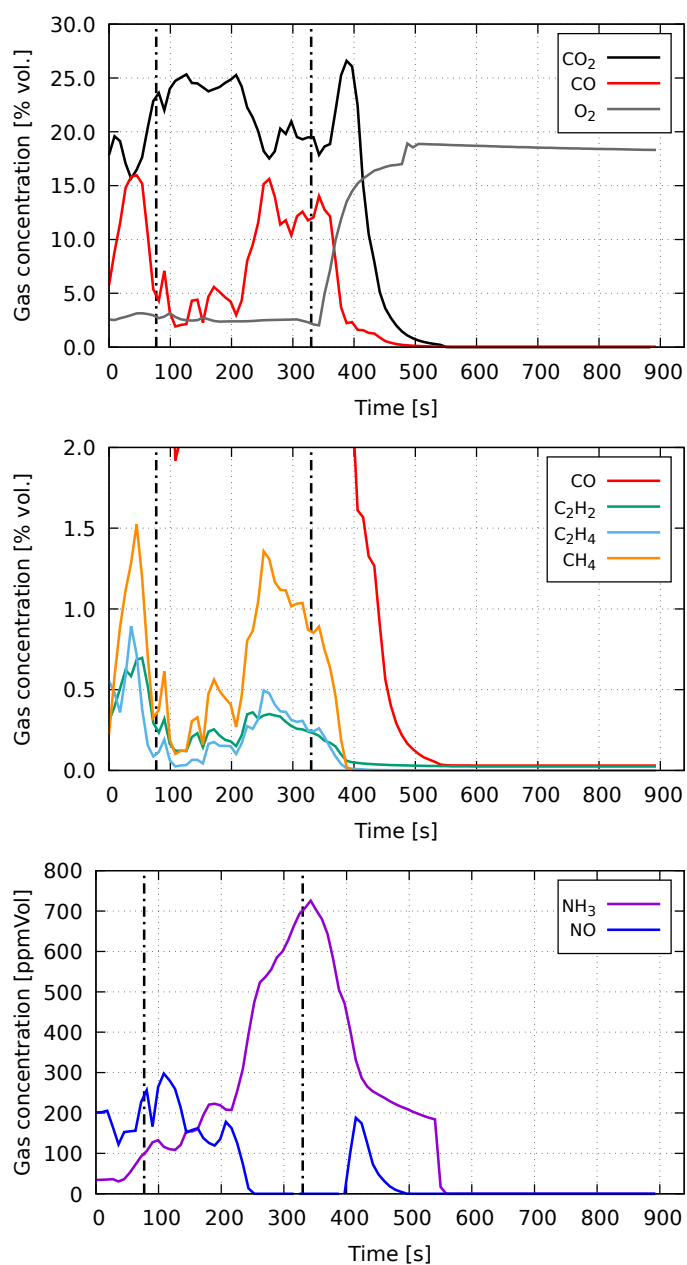 Gas concentration [% vol.]
30.0
25.0
20.0
15.0
10.0
5.0
0.0
CO₂
CO
O₂
0 100 200 300 400 500 600 700 800 900
Time [s]
Gas concentration [% vol.]
2.0
1.5
1.0
0.5
0.0
CO
C₂H₂
C₂H₄
CH₄
0 100 200 300 400 500 600 700 800 900
Time [s]
Gas concentration [ppmVol]
800
700
600
500
400
300
200
100
0
NH₃
NO
0 100 200 300 400 500 600 700 800 900
Time [s]